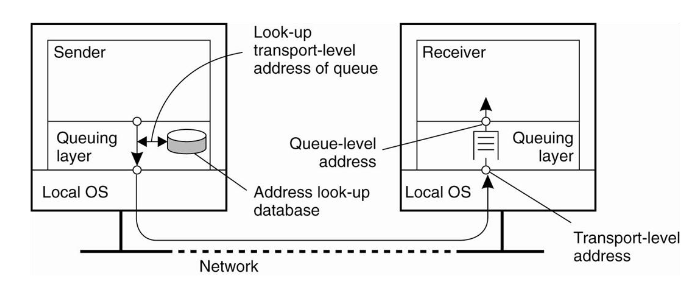 Sender
Look-up
transport-level
address of queue
Receiver
Queuing
layer
Queue-level
address
Queuing
layer
Local OS
Address look-up
database
Local OS
Transport-level
address
Network